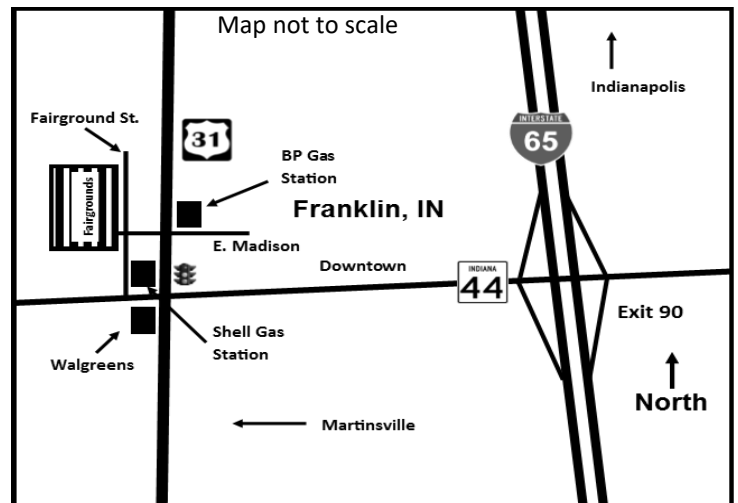 Map not to scale
Indianapolis
Fairground St.
31
INTERSTATE
65
BP Gas
Station
Fairgrounds
Franklin, IN
E. Madison
Downtown
INDIANA
44
Exit 90
Shell Gas
Station
Walgreens
North
Martinsville